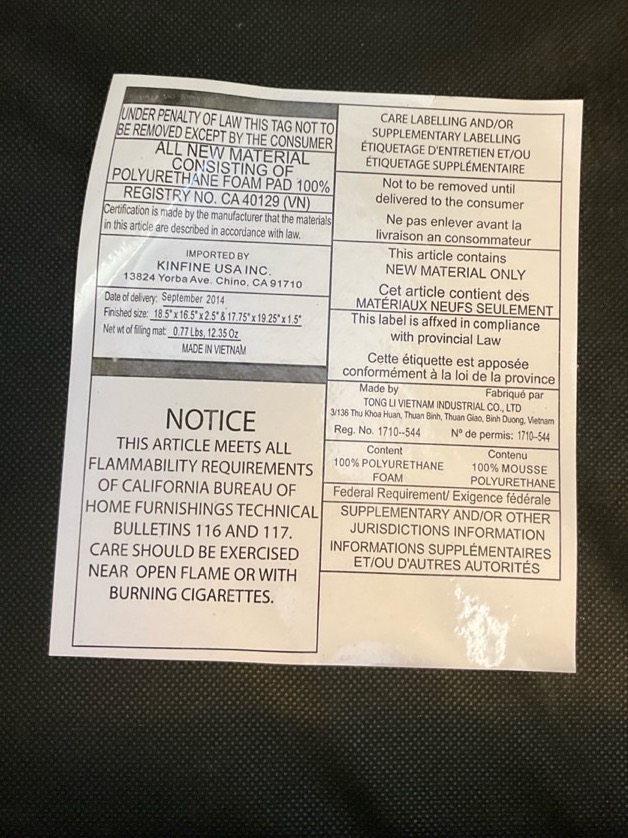 UNDER PENALTY OF LAW THIS TAG NOT TO
BE REMOVED EXCEPT BY THE CONSUMER
ALL NEW MATERIAL
CONSISTING OF
POLYURETHANE FOAM PAD 100%
REGISTRY NO. CA 40129 (VN)
Certification is made by the manufacturer that the materials
in this article are described in accordance with law.
IMPORTED BY
KINFINE USA INC.
13824 Yorba Ave. Chino, CA 91710
Date of delivery: September 2014
Finished size: 18.5"x 16.5"x 2.5" & 17.75"x 19.25"x 1.5"
Net wt of filling mat: 0.77 Lbs, 12.35 Oz
MADE IN VIETNAM
NOTICE
THIS ARTICLE MEETS ALL
FLAMMABILITY REQUIREMENTS
OF CALIFORNIA BUREAU OF
HOME FURNISHINGS TECHNICAL
BULLETINS 116 AND 117.
CARE SHOULD BE EXERCISED
NEAR OPEN FLAME OR WITH
BURNING CIGARETTES.
CARE LABELLING AND/OR
SUPPLEMENTARY LABELLING
ÉTIQUETAGE D'ENTRETIEN ET/OU
ÉTIQUETAGE SUPPLÉMENTAIRE
Not to be removed until
delivered to the consumer
Ne pas enlever avant la
livraison an consommateur
This article contains
NEW MATERIAL ONLY
Cet article contient des
MATÉRIAUX NEUFS SEULEMENT
This label is affxed in compliance
with provincial Law
Cette étiquette est apposée
conformément à la loi de la province
Made by Fabriqué par
TONG LI VIETNAM INDUSTRIAL CO., LTD
3/136 Thu Khoa Huan, Thuan Binh, Thuan Giao, Binh Duong, Vietnam
Reg. No. 1710--544 N° de permis: 1710-544
Content Contenu
100% POLYURETHANE 100% MOUSSE
FOAM POLYURETHANE
Federal Requirement/ Exigence fédérale
SUPPLEMENTARY AND/OR OTHER
JURISDICTIONS INFORMATION
INFORMATIONS SUPPLÉMENTAIRES
ET/OU D'AUTRES AUTORITÉS